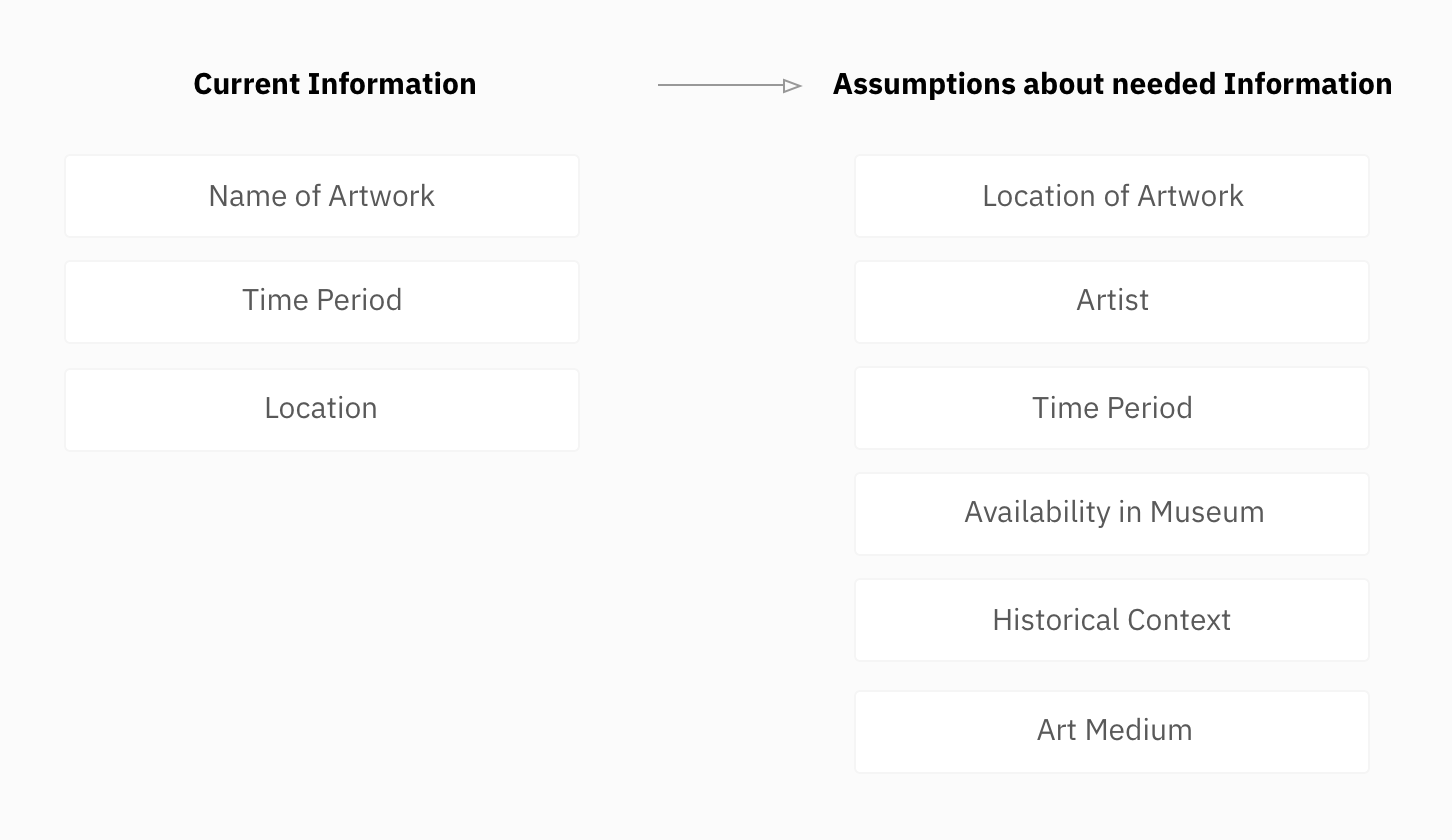 Current Information
Assumptions about needed Information
Name of Artwork
Time Period
Location
Location of Artwork
Artist
Time Period
Availability in Museum
Historical Context
Art Medium